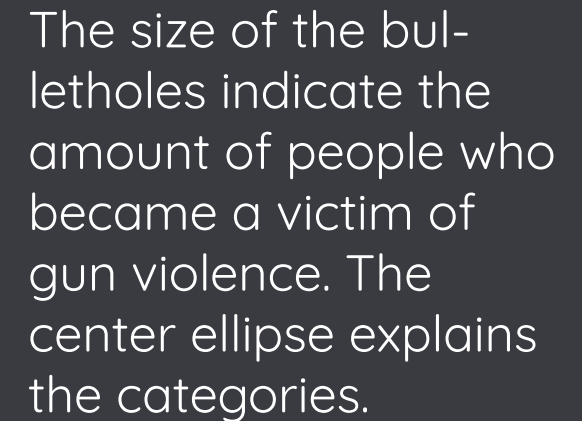 The size of the bul-
letholes indicate the
amount of people who
became a victim of
gun violence. The
center ellipse explains
the categories.